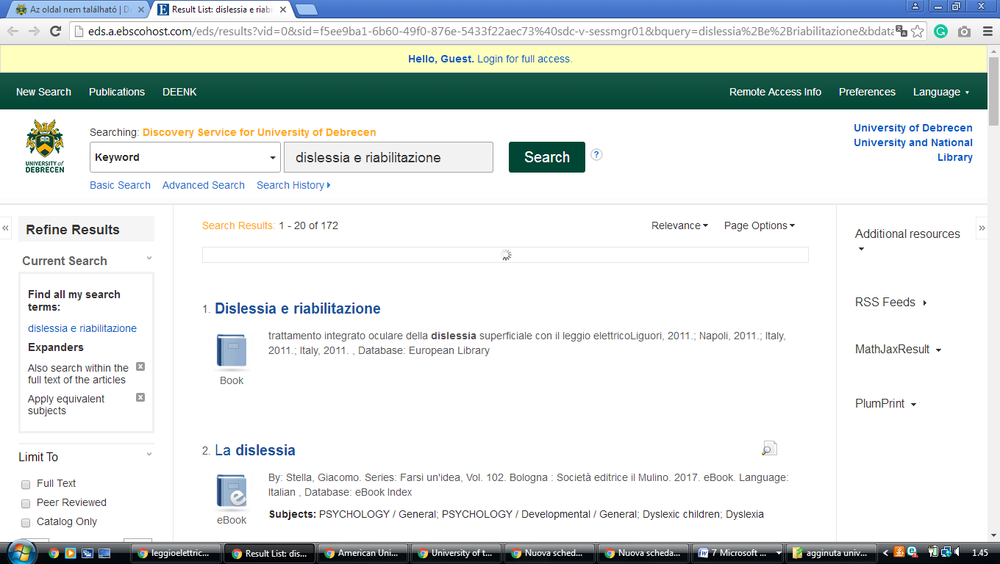 Az oldal nem található | D
Result List: dislessia e riabi
eds.a.ebscohost.com/eds/results?vid=0&sid=f5ee9ba1-6b60-49f0-876e-5433f22aec73%40sdc-v-sessmgr01&bquery=dislessia%2Be%2Briabilitazione&bdata
Hello, Guest. Login for full access.
New Search Publications DEENK Remote Access Info Preferences Language
UNIVERSITY of DEBRECEN
Searching: Discovery Service for University of Debrecen
Keyword dislessia e riabilitazione Search ?
Basic Search Advanced Search Search History
University of Debrecen
University and National
Library
Refine Results
Current Search
Find all my search
terms:
dislessia e riabilitazione
Expanders
Also search within the
full text of the articles
Apply equivalent
subjects
Limit To
Full Text
Peer Reviewed
Catalog Only
Search Results: 1 - 20 of 172 Relevance Page Options
1. Dislessia e riabilitazione
trattamento integrato oculare della dislessia superficiale con il leggio elettricoLiguori, 2011.; Napoli, 2011.; Italy,
2011.; Italy, 2011. , Database: European Library
Book
2. La dislessia
By: Stella, Giacomo. Series: Farsi un'idea, Vol. 102. Bologna : Società editrice il Mulino. 2017. eBook. Language:
Italian , Database: eBook Index
Subjects: PSYCHOLOGY / General; PSYCHOLOGY / Developmental / General; Dyslexic children; Dyslexia
eBook
Additional resources
RSS Feeds
MathJaxResult
PlumPrint
leggioelettric... Result List: dis... American Uni... University of t... Nuova sched... Nuova scheda... 7 Microsoft ... agginuta univ... 1.45